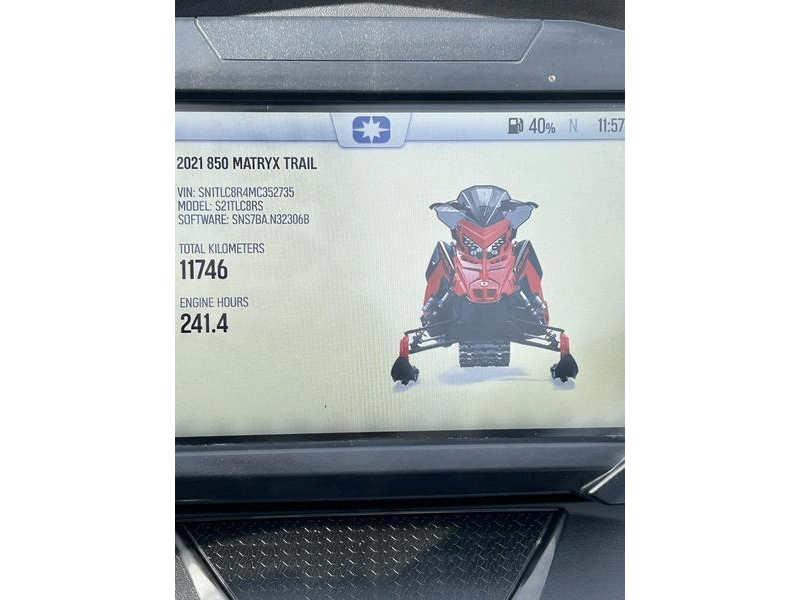 40% N 11:57
2021 850 MATRYX TRAIL
VIN: SN1TLC8R4MC352735
MODEL: S21TLC8RS
SOFTWARE: SNS7BA.N32306B
TOTAL KILOMETERS
11746
ENGINE HOURS
241.4